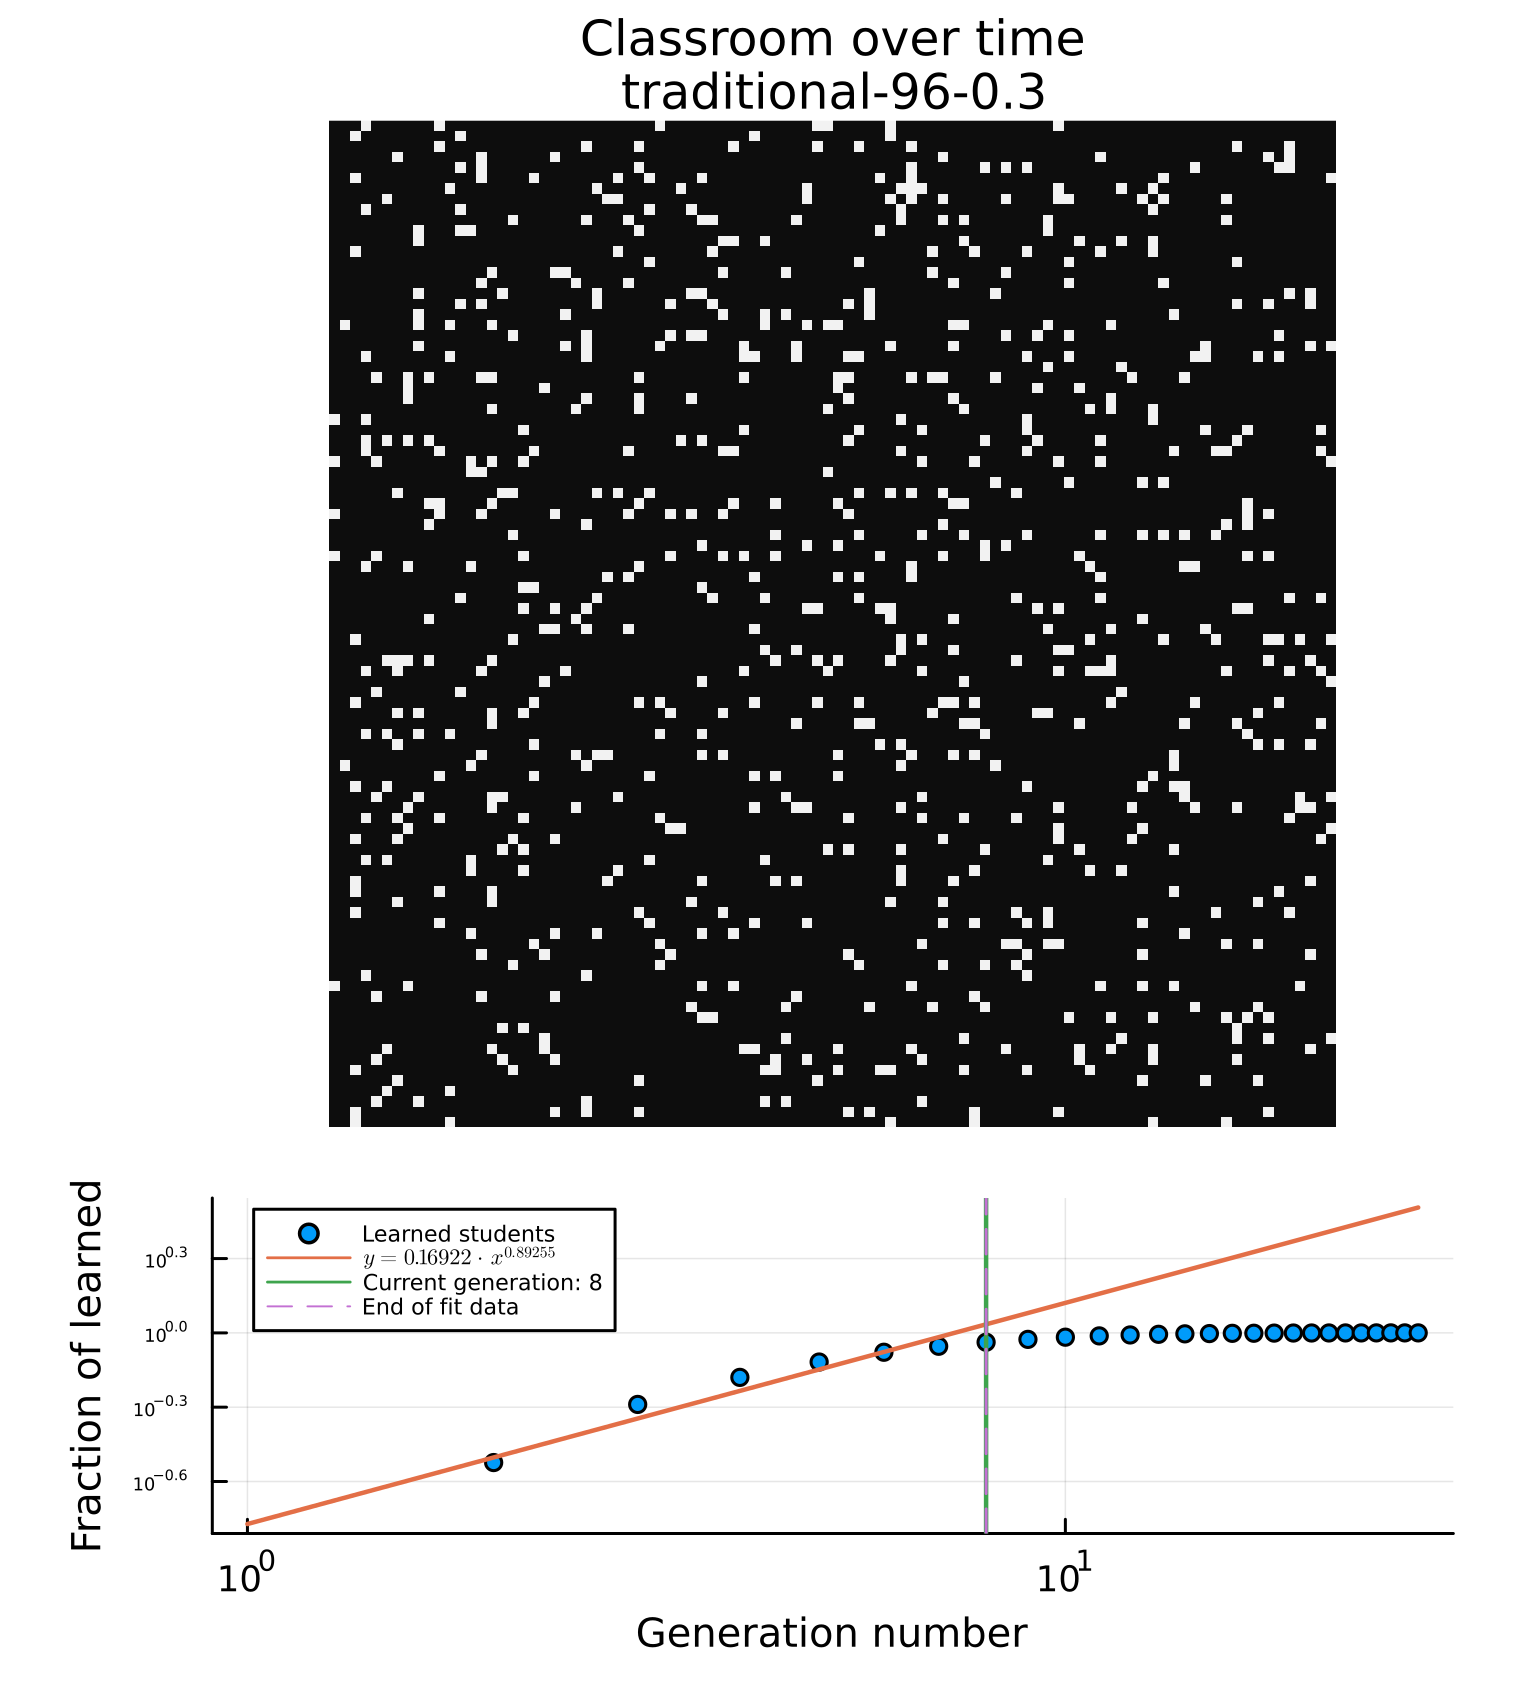 Classroom over time
traditional-96-0.3
Fraction of learned
10^0.3
10^0.0
10^−0.3
10^−0.6
Learned students
y = 0.16922 · x^0.89255
Current generation: 8
End of fit data
10^0 10^1
Generation number